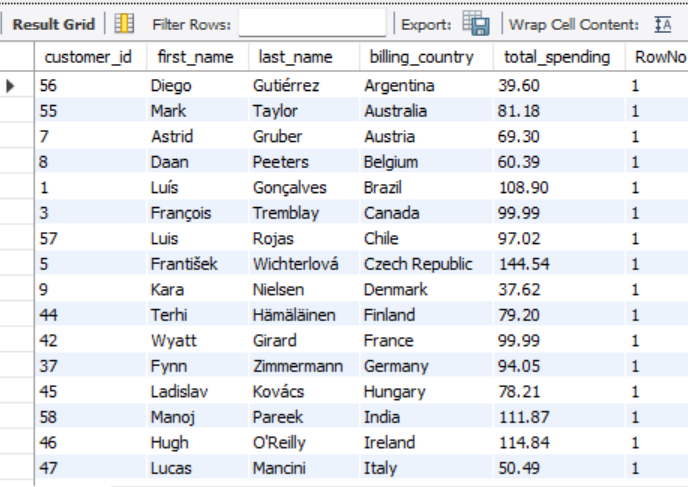 Result Grid Filter Rows: Export: Wrap Cell Content: IA
customer_id first_name last_name billing_country total_spending RowNo
56 Diego Gutiérrez Argentina 39.60 1
55 Mark Taylor Australia 81.18 1
7 Astrid Gruber Austria 69.30 1
8 Daan Peeters Belgium 60.39 1
1 Luís Gonçalves Brazil 108.90 1
3 François Tremblay Canada 99.99 1
57 Luis Rojas Chile 97.02 1
5 František Wichterlová Czech Republic 144.54 1
9 Kara Nielsen Denmark 37.62 1
44 Terhi Hämäläinen Finland 79.20 1
42 Wyatt Girard France 99.99 1
37 Fynn Zimmermann Germany 94.05 1
45 Ladislav Kovács Hungary 78.21 1
58 Manoj Pareek India 111.87 1
46 Hugh O'Reilly Ireland 114.84 1
47 Lucas Mancini Italy 50.49 1